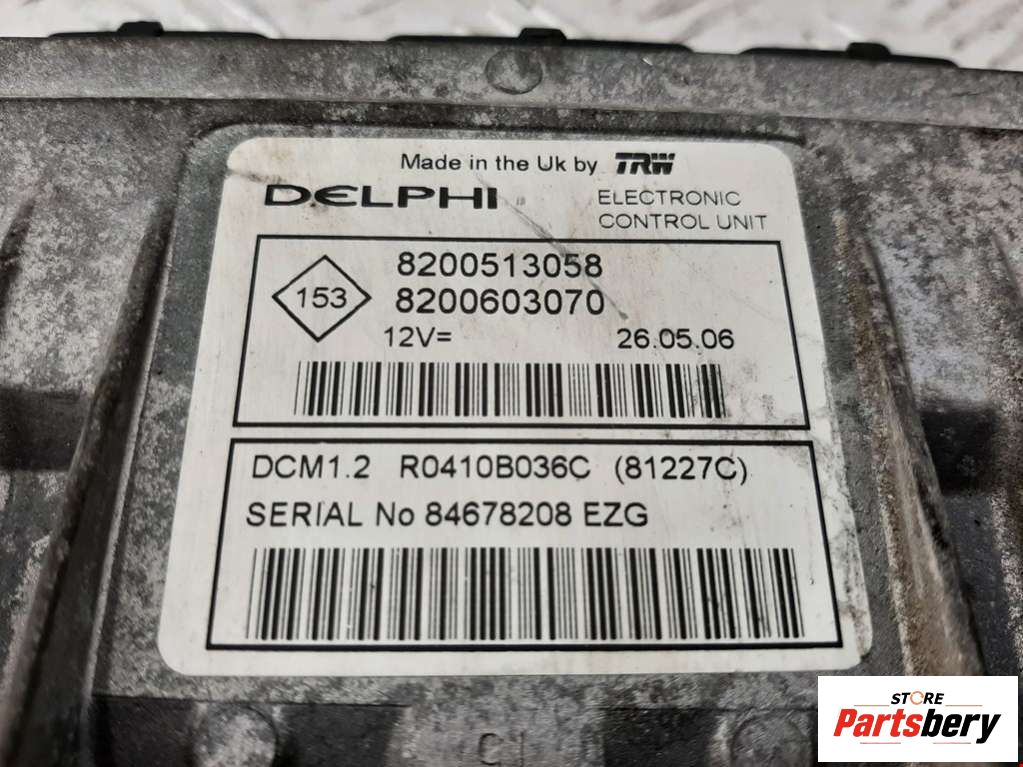 Made in the Uk by TRW
DELPHI
ELECTRONIC
CONTROL UNIT
153
8200513058
8200603070
12V=
26.05.06
DCM1.2 R0410B036C (81227C)
SERIAL No 84678208 EZG
C1
STORE
Partsbery